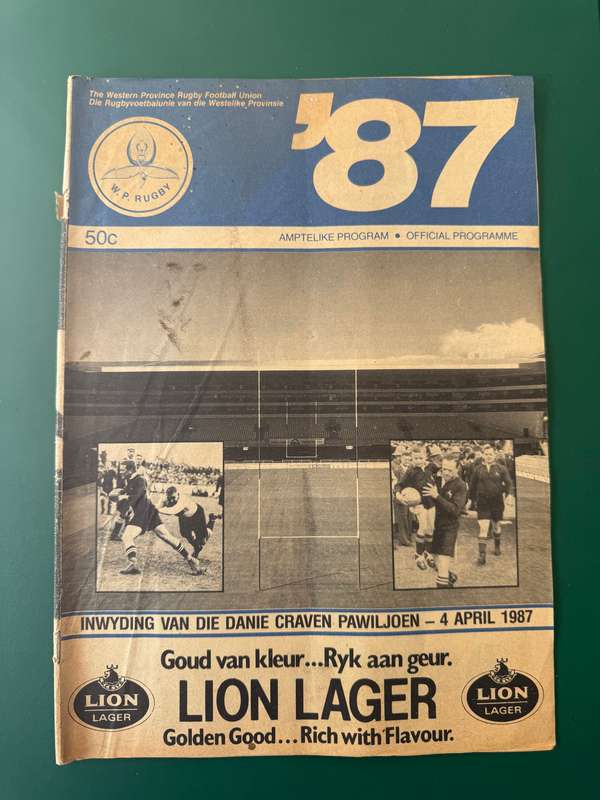 The Western Province Rugby Football Union
Die Rugbyvoetbalunie van die Westelike Provinsie
'87
W.P. RUGBY
50c
AMPTELIKE PROGRAM • OFFICIAL PROGRAMME
INWYDING VAN DIE DANIE CRAVEN PAWILJOEN – 4 APRIL 1987
Goud van kleur...Ryk aan geur.
LION LAGER
LION
LAGER
LION
LAGER
Golden Good...Rich with Flavour.